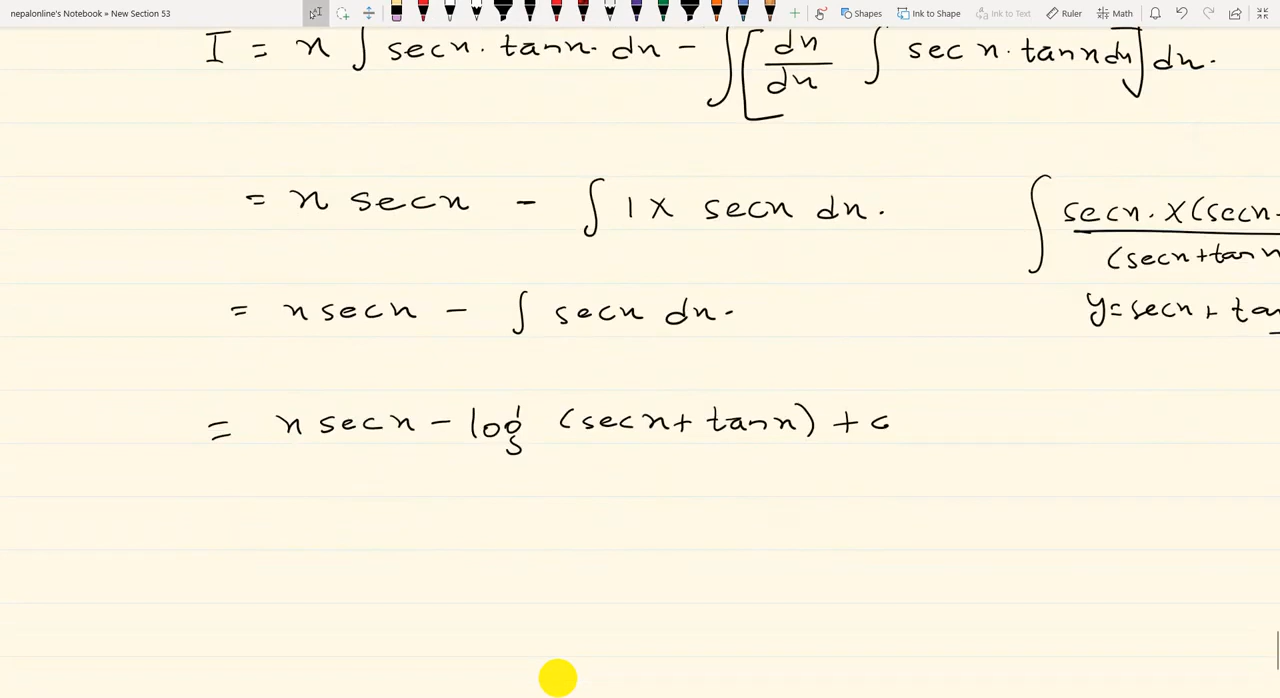 nepalonline's Notebook » New Section 53
Shapes Ink to Shape Ink to Text Ruler Math
I = x ∫ secx · tanx · dx − ∫ [ dx/dx ∫ sec x · tanx dx ] dx ·
= x secx − ∫ 1 × secx dx ·
∫ secx · × (secx
(secx + tan x
= x secx − ∫ secx dx ·
y = secx + tan
= x secx − log (secx + tanx) + c